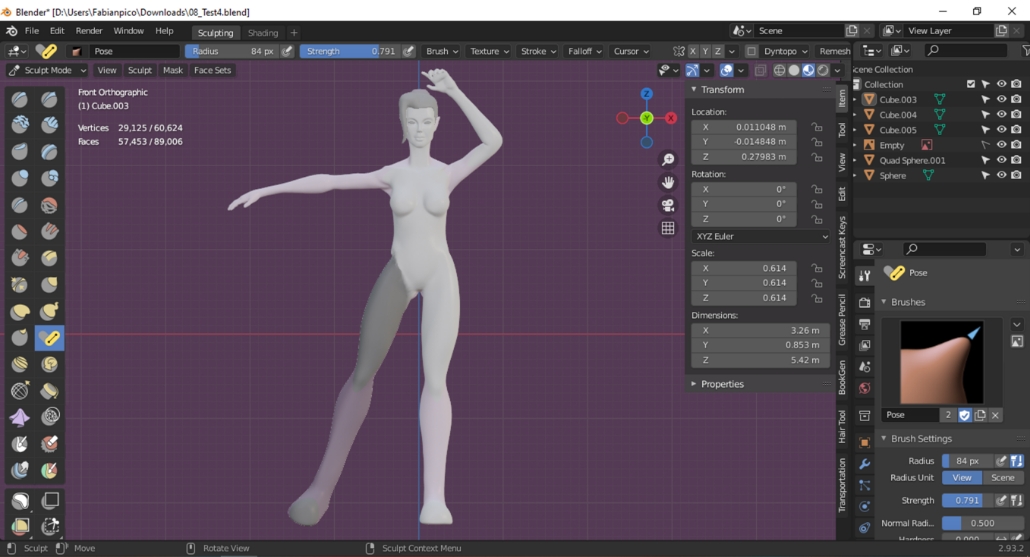 Blender* [D:\Users\Fabianpico\Downloads\08_Test4.blend]
File Edit Render Window Help Sculpting Shading + Scene View Layer
Pose Radius 84 px Strength 0.791 Brush Texture Stroke Falloff Cursor X Y Z Dyntopo Remesh
Sculpt Mode View Sculpt Mask Face Sets
Scene Collection
Collection
Cube.003
Cube.004
Cube.005
Empty
Quad Sphere.001
Sphere
Front Orthographic
(1) Cube.003
Vertices 29,125 / 60,624
Faces 57,453 / 89,006
Z
Y
X
Transform
Location:
X 0.011048 m
Y -0.014848 m
Z 0.27983 m
Rotation:
X 0°
Y 0°
Z 0°
XYZ Euler
Scale:
X 0.614
Y 0.614
Z 0.614
Dimensions:
X 3.26 m
Y 0.853 m
Z 5.42 m
Properties
Item
Tool
View
Edit
Screencast Keys
Grease Pencil
BookGen
Hair Tool
Transportation
Pose
Brushes
Pose 2
Brush Settings
Radius 84 px
Radius Unit View Scene
Strength 0.791
Normal Radi... 0.500
Hardness 0.000
Sculpt Move Rotate View Sculpt Context Menu 2.93.2